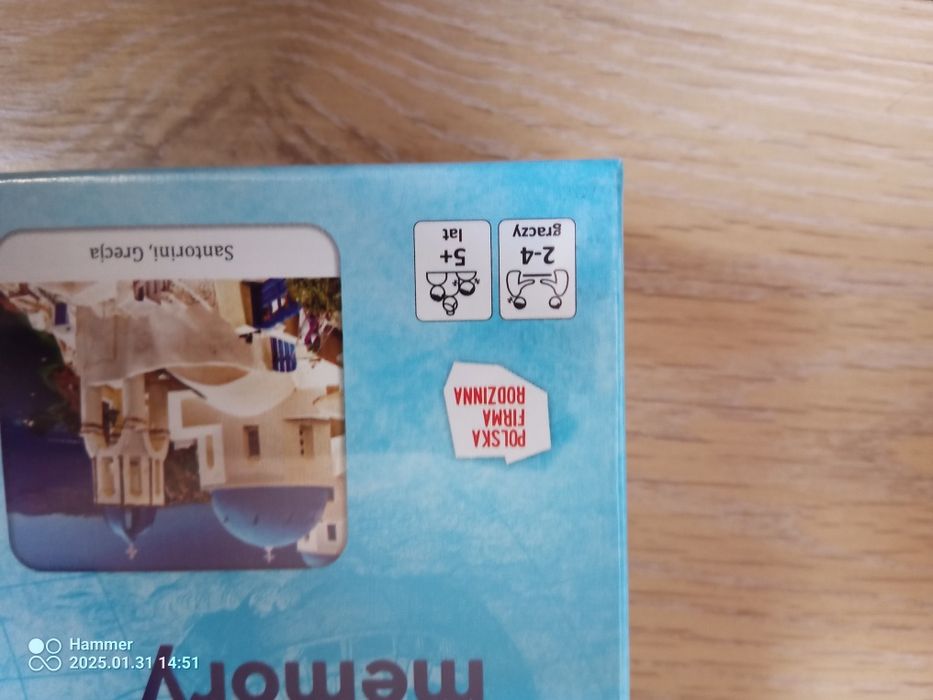 memory
POLSKA
FIRMA
RODZINNA
2-4
graczy
5+
lat
Santorini, Grecja
Hammer
2025.01.31 14:51